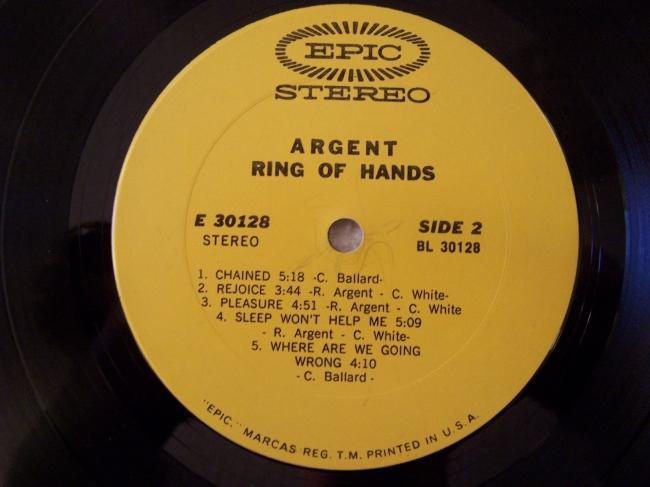 EPIC
STEREO
ARGENT
RING OF HANDS
E 30128
STEREO
SIDE 2
BL 30128
1. CHAINED 5:18 -C. Ballard-
2. REJOICE 3:44 -R. Argent - C. White-
3. PLEASURE 4:51 -R. Argent - C. White
4. SLEEP WON'T HELP ME 5:09
- R. Argent - C. White-
5. WHERE ARE WE GOING
WRONG 4:10
- C. Ballard -
"EPIC." MARCAS REG. T.M. PRINTED IN U.S.A.